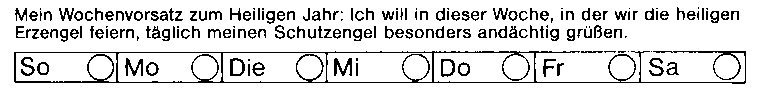 Mein Wochenvorsatz zum Heiligen Jahr: Ich will in dieser Woche, in der wir die heiligen
Erzengel feiern, täglich meinen Schutzengel besonders andächtig grüßen.
So Mo Die Mi Do Fr Sa